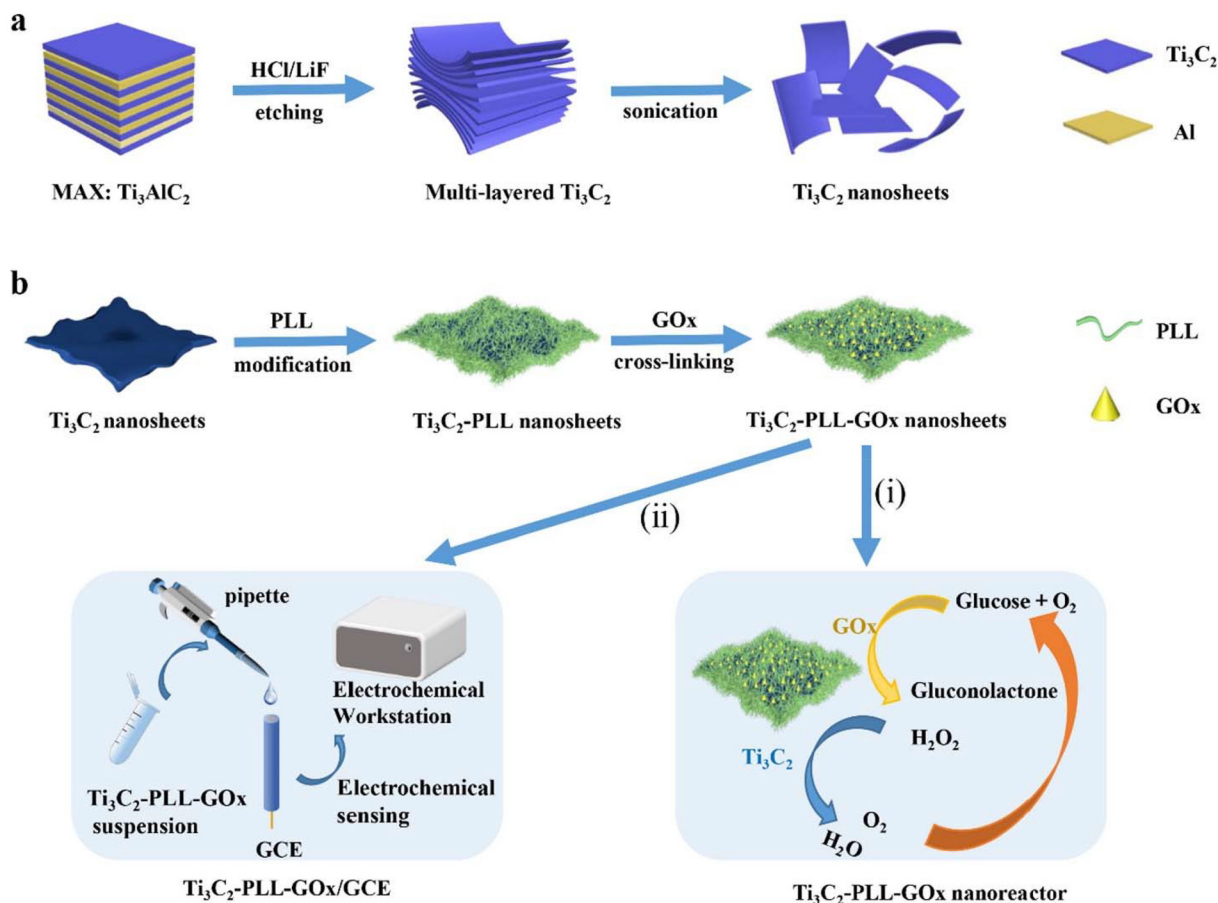 a
HCl/LiF
etching
sonication
Ti₃C₂
Al
MAX: Ti₃AlC₂
Multi-layered Ti₃C₂
Ti₃C₂ nanosheets
b
PLL
modification
GOx
cross-linking
PLL
GOx
Ti₃C₂ nanosheets
Ti₃C₂-PLL nanosheets
Ti₃C₂-PLL-GOx nanosheets
(ii)
(i)
pipette
Electrochemical
Workstation
Ti₃C₂-PLL-GOx
suspension
Electrochemical
sensing
GCE
Ti₃C₂-PLL-GOx/GCE
Glucose + O₂
GOx
Gluconolactone
H₂O₂
Ti₃C₂
O₂
H₂O
Ti₃C₂-PLL-GOx nanoreactor